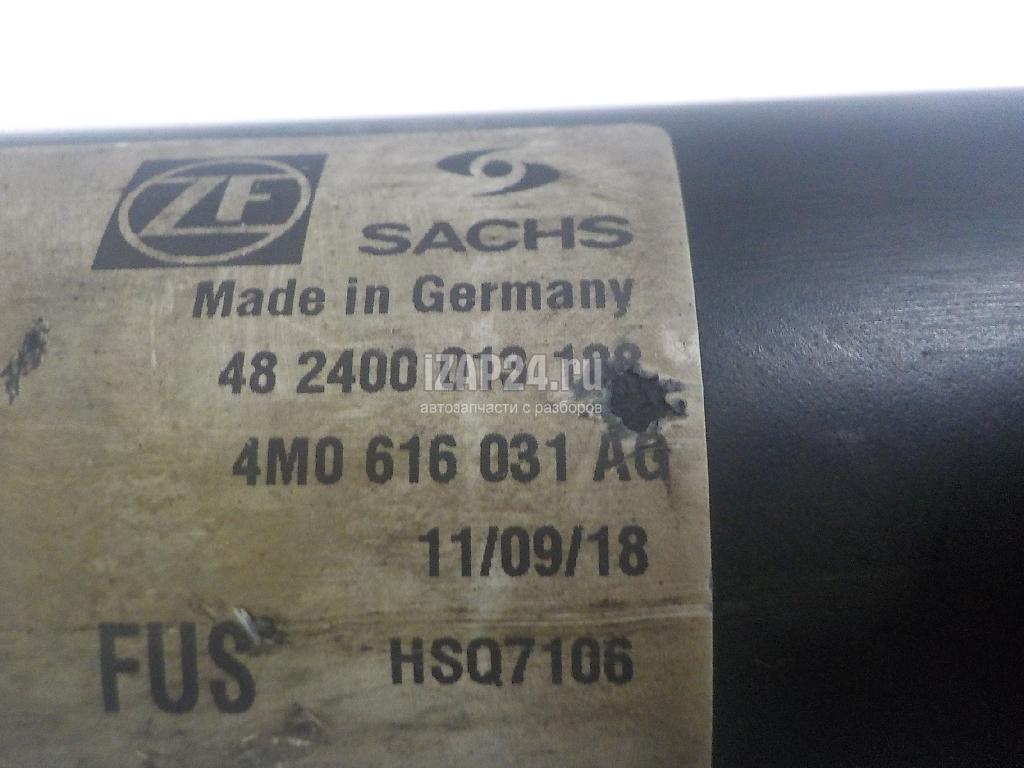 ZF
SACHS
Made in Germany
48 2400
iZAP24.ru
автозапчасти с разборов
4M0 616 031 AG
11/09/18
FUS
HSQ7106